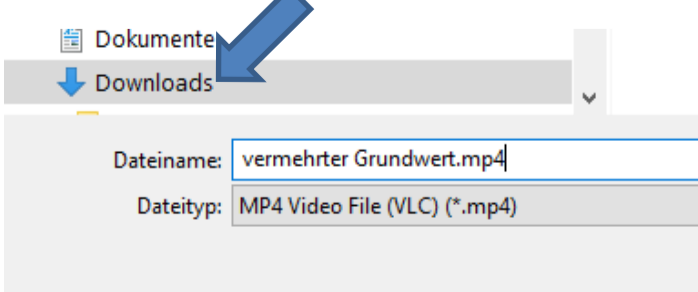 Dokumente
Downloads
Dateiname: vermehrter Grundwert.mp4
Dateityp: MP4 Video File (VLC) (*.mp4)